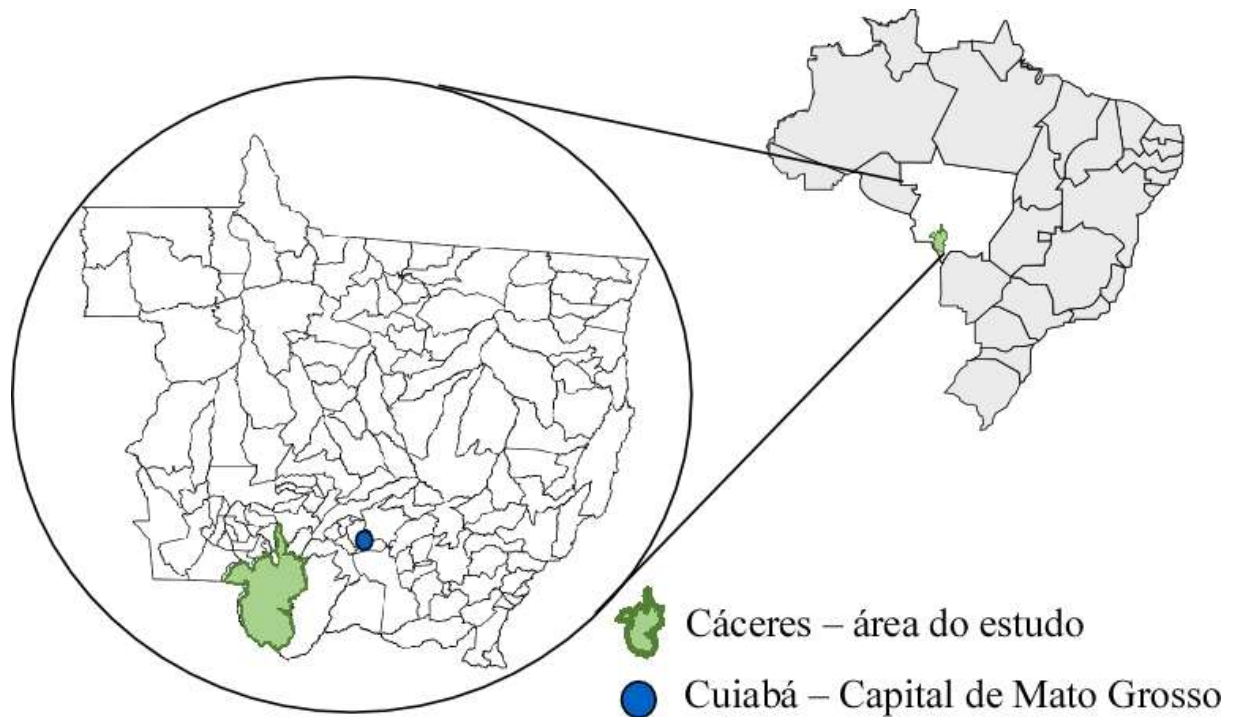 Cáceres – área do estudo
Cuiabá – Capital de Mato Grosso